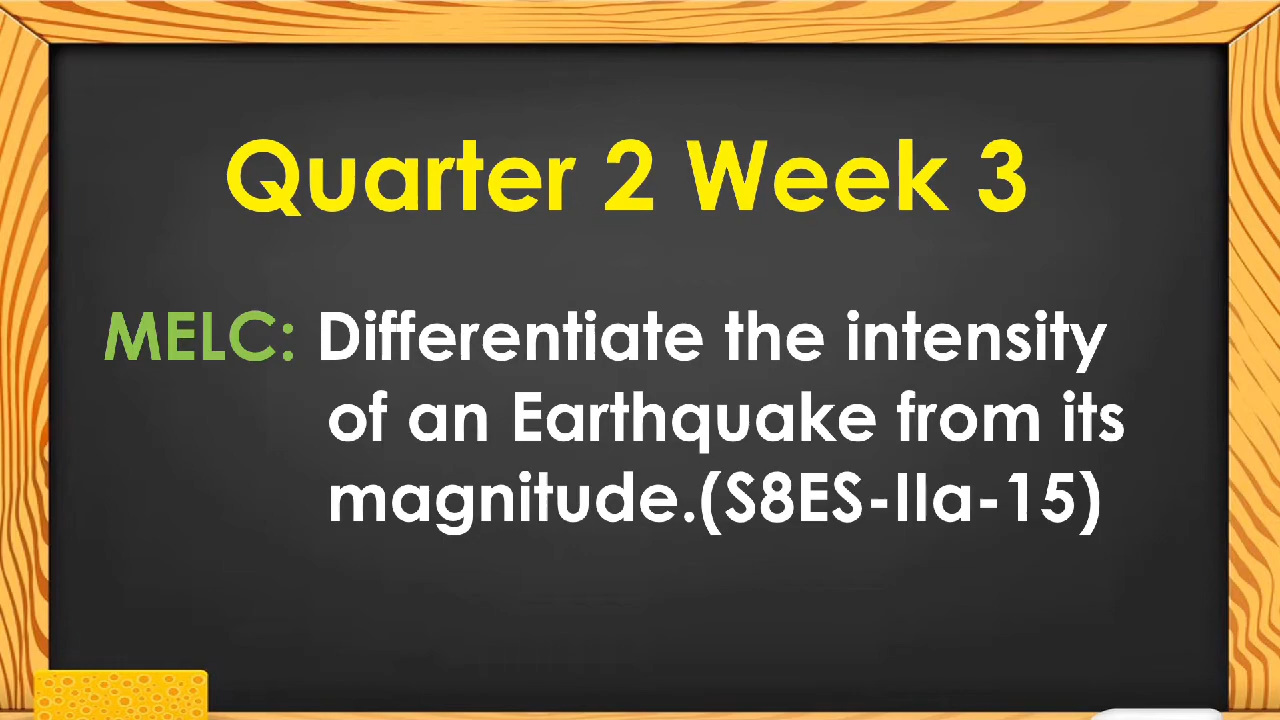 Quarter 2 Week 3
MELC: Differentiate the intensity
of an Earthquake from its
magnitude.(S8ES-IIa-15)